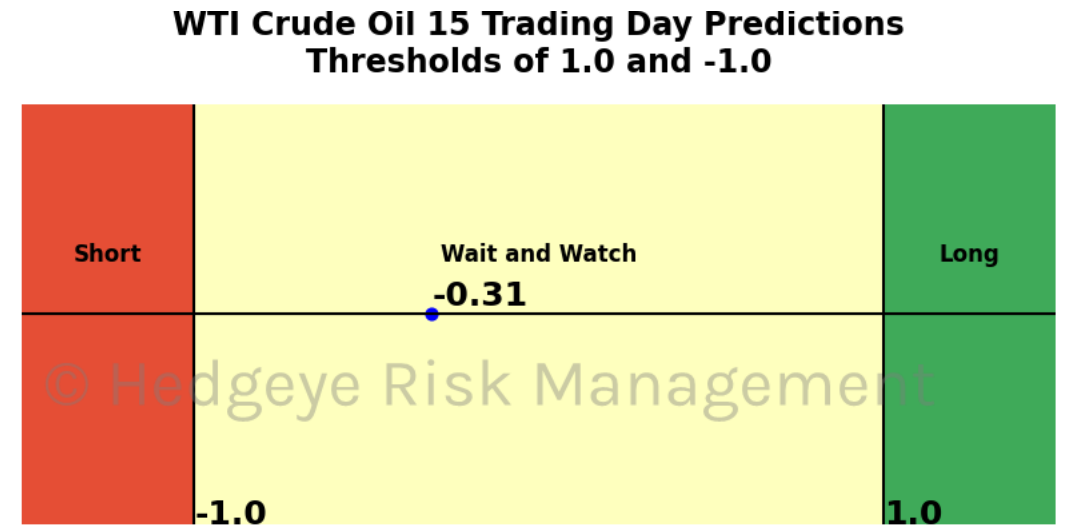 WTI Crude Oil 15 Trading Day Predictions
Thresholds of 1.0 and -1.0
Short
Wait and Watch
Long
-0.31
© Hedgeye Risk Management
-1.0
1.0